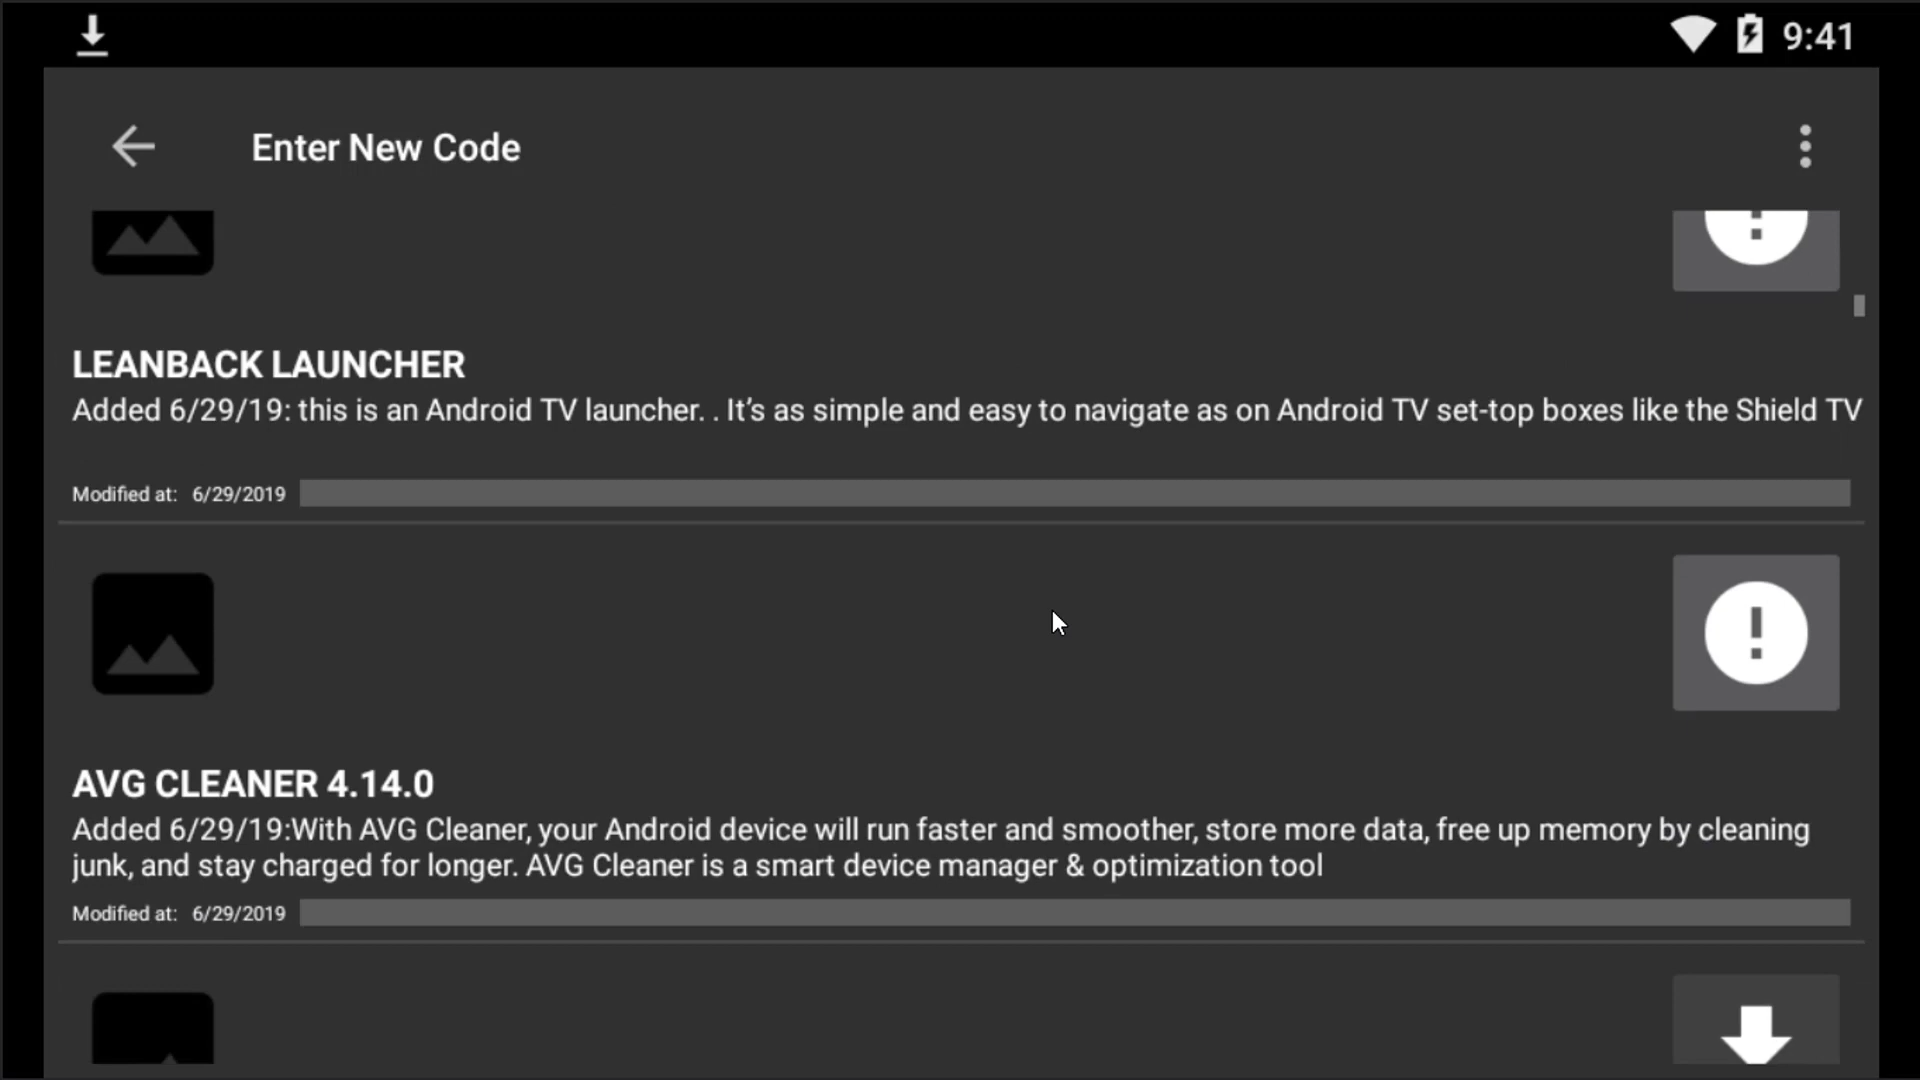 9:41
Enter New Code
LEANBACK LAUNCHER
Added 6/29/19: this is an Android TV launcher. . It’s as simple and easy to navigate as on Android TV set-top boxes like the Shield TV
Modified at: 6/29/2019
AVG CLEANER 4.14.0
Added 6/29/19:With AVG Cleaner, your Android device will run faster and smoother, store more data, free up memory by cleaning
junk, and stay charged for longer. AVG Cleaner is a smart device manager & optimization tool
Modified at: 6/29/2019